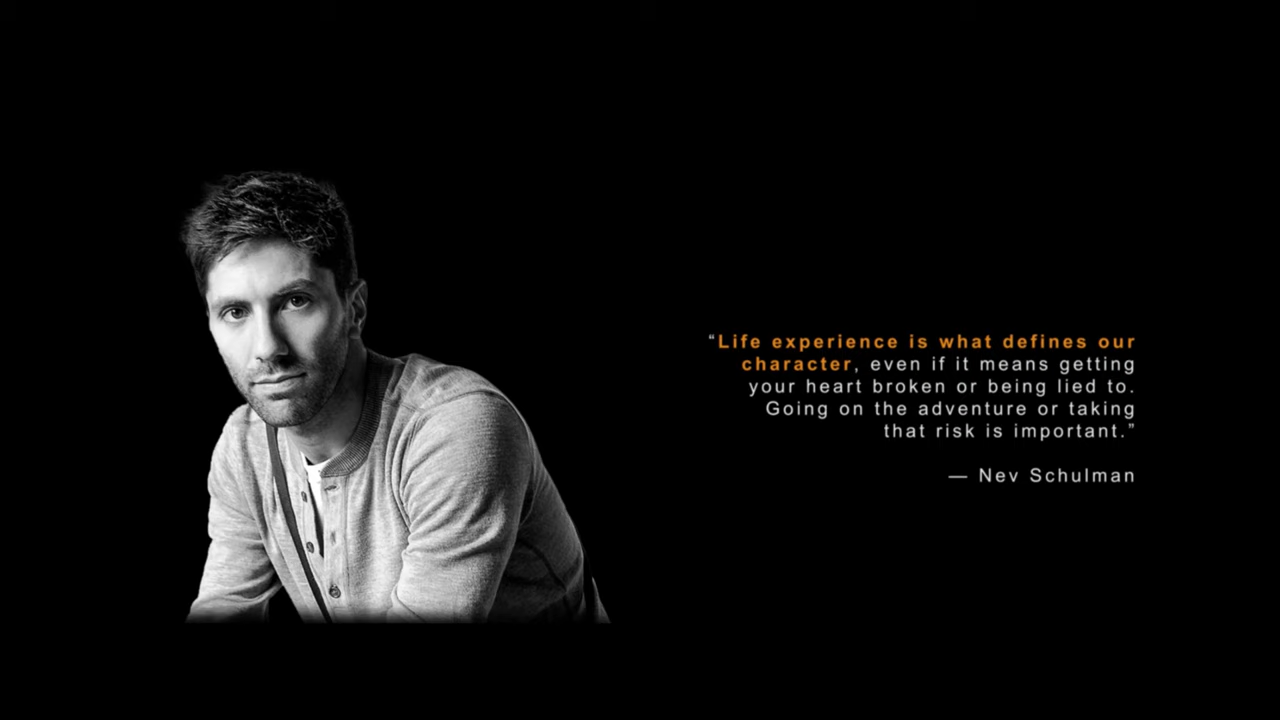 “Life experience is what defines our
character, even if it means getting
your heart broken or being lied to.
Going on the adventure or taking
that risk is important.”
— Nev Schulman